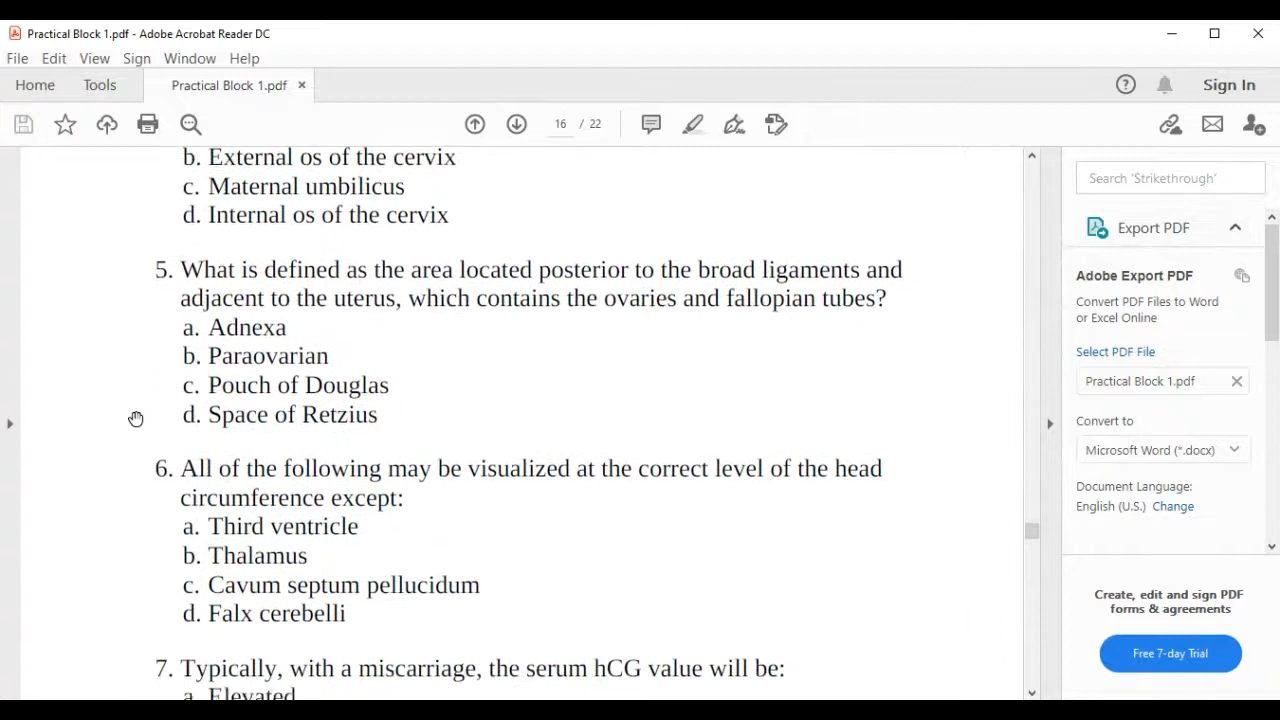 Practical Block 1.pdf - Adobe Acrobat Reader DC
File Edit View Sign Window Help
Home Tools Practical Block 1.pdf × Sign In
16 / 22
b. External os of the cervix
c. Maternal umbilicus
d. Internal os of the cervix
5. What is defined as the area located posterior to the broad ligaments and
adjacent to the uterus, which contains the ovaries and fallopian tubes?
a. Adnexa
b. Paraovarian
c. Pouch of Douglas
d. Space of Retzius
6. All of the following may be visualized at the correct level of the head
circumference except:
a. Third ventricle
b. Thalamus
c. Cavum septum pellucidum
d. Falx cerebelli
7. Typically, with a miscarriage, the serum hCG value will be:
a. Elevated
Search 'Strikethrough'
Export PDF
Adobe Export PDF
Convert PDF Files to Word
or Excel Online
Select PDF File
Practical Block 1.pdf
Convert to
Microsoft Word (*.docx)
Document Language:
English (U.S.) Change
Create, edit and sign PDF
forms & agreements
Free 7-day Trial